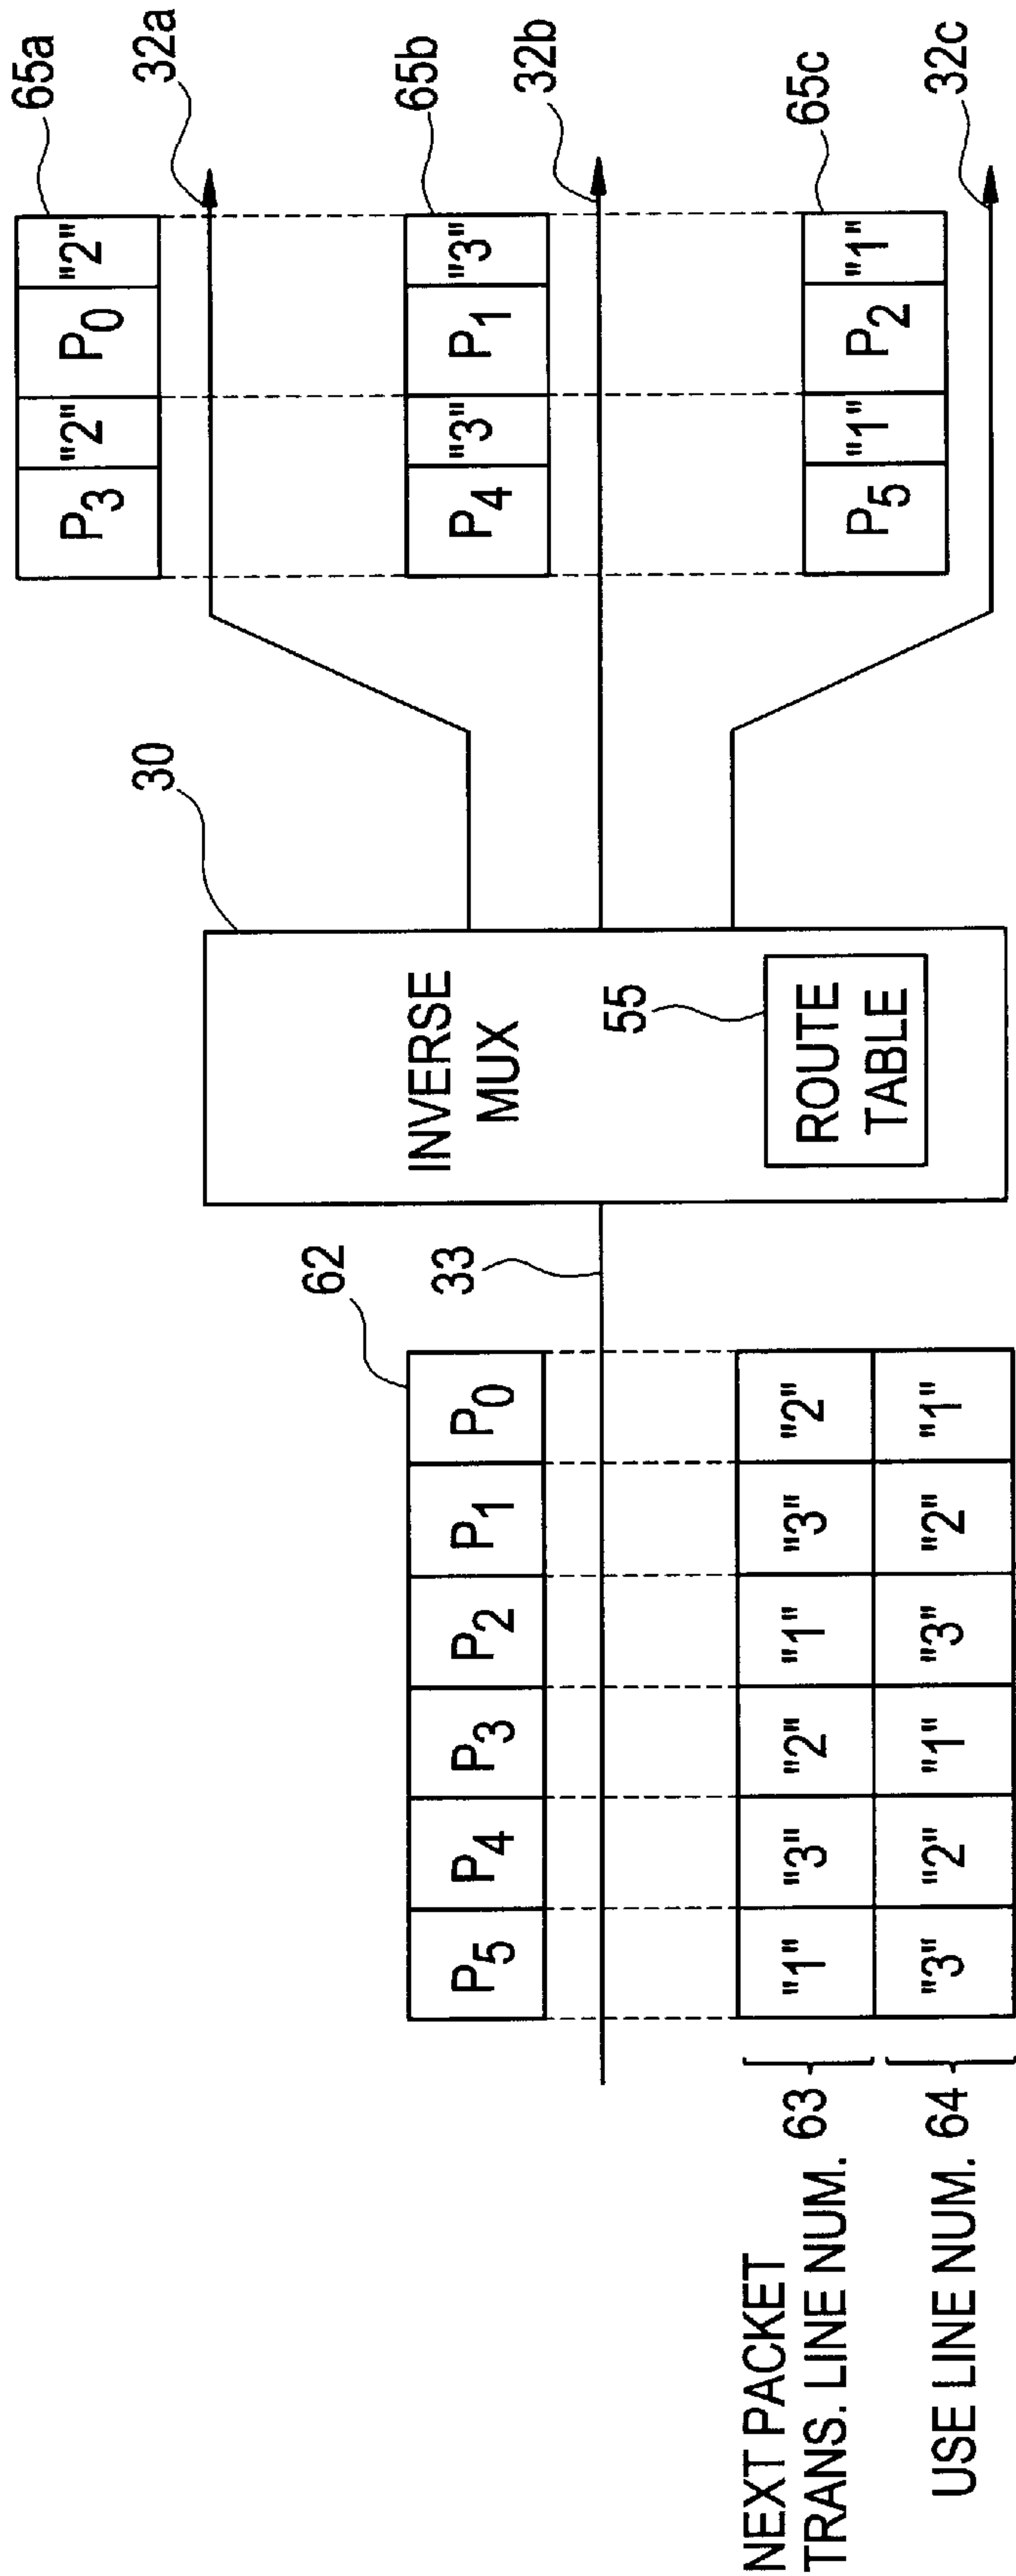 65a
P3 "2" P0 "2"
32a
65b
P4 "3" P1 "3"
32b
65c
P5 "1" P2 "1"
32c
30
INVERSE
MUX
55
ROUTE
TABLE
62
33
P5 P4 P3 P2 P1 P0
NEXT PACKET
TRANS. LINE NUM. 63
"1" "3" "2" "1" "3" "2"
USE LINE NUM. 64
"3" "2" "1" "3" "2" "1"